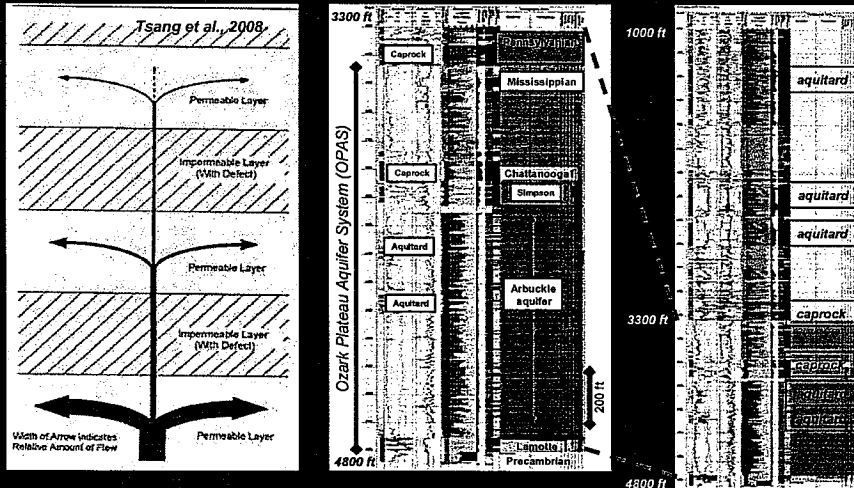 Tsang et al., 2008
Permeable Layer
Impermeable Layer
(With Defect)
Permeable Layer
Impermeable Layer
(With Defect)
Width of Arrow Indicates
Relative Amount of Flow
Permeable Layer
3300 ft
Ozark Plateau Aquifer System (OPAS)
Caprock
Pennsylvanian
Mississippian
Caprock
Chattanooga
Simpson
Aquitard
Aquitard
Arbuckle
aquifer
200 ft
Lamotte
Precambrian
4800 ft
1000 ft
aquitard
aquitard
aquitard
caprock
3300 ft
caprock
aquitard
aquitard
4800 ft